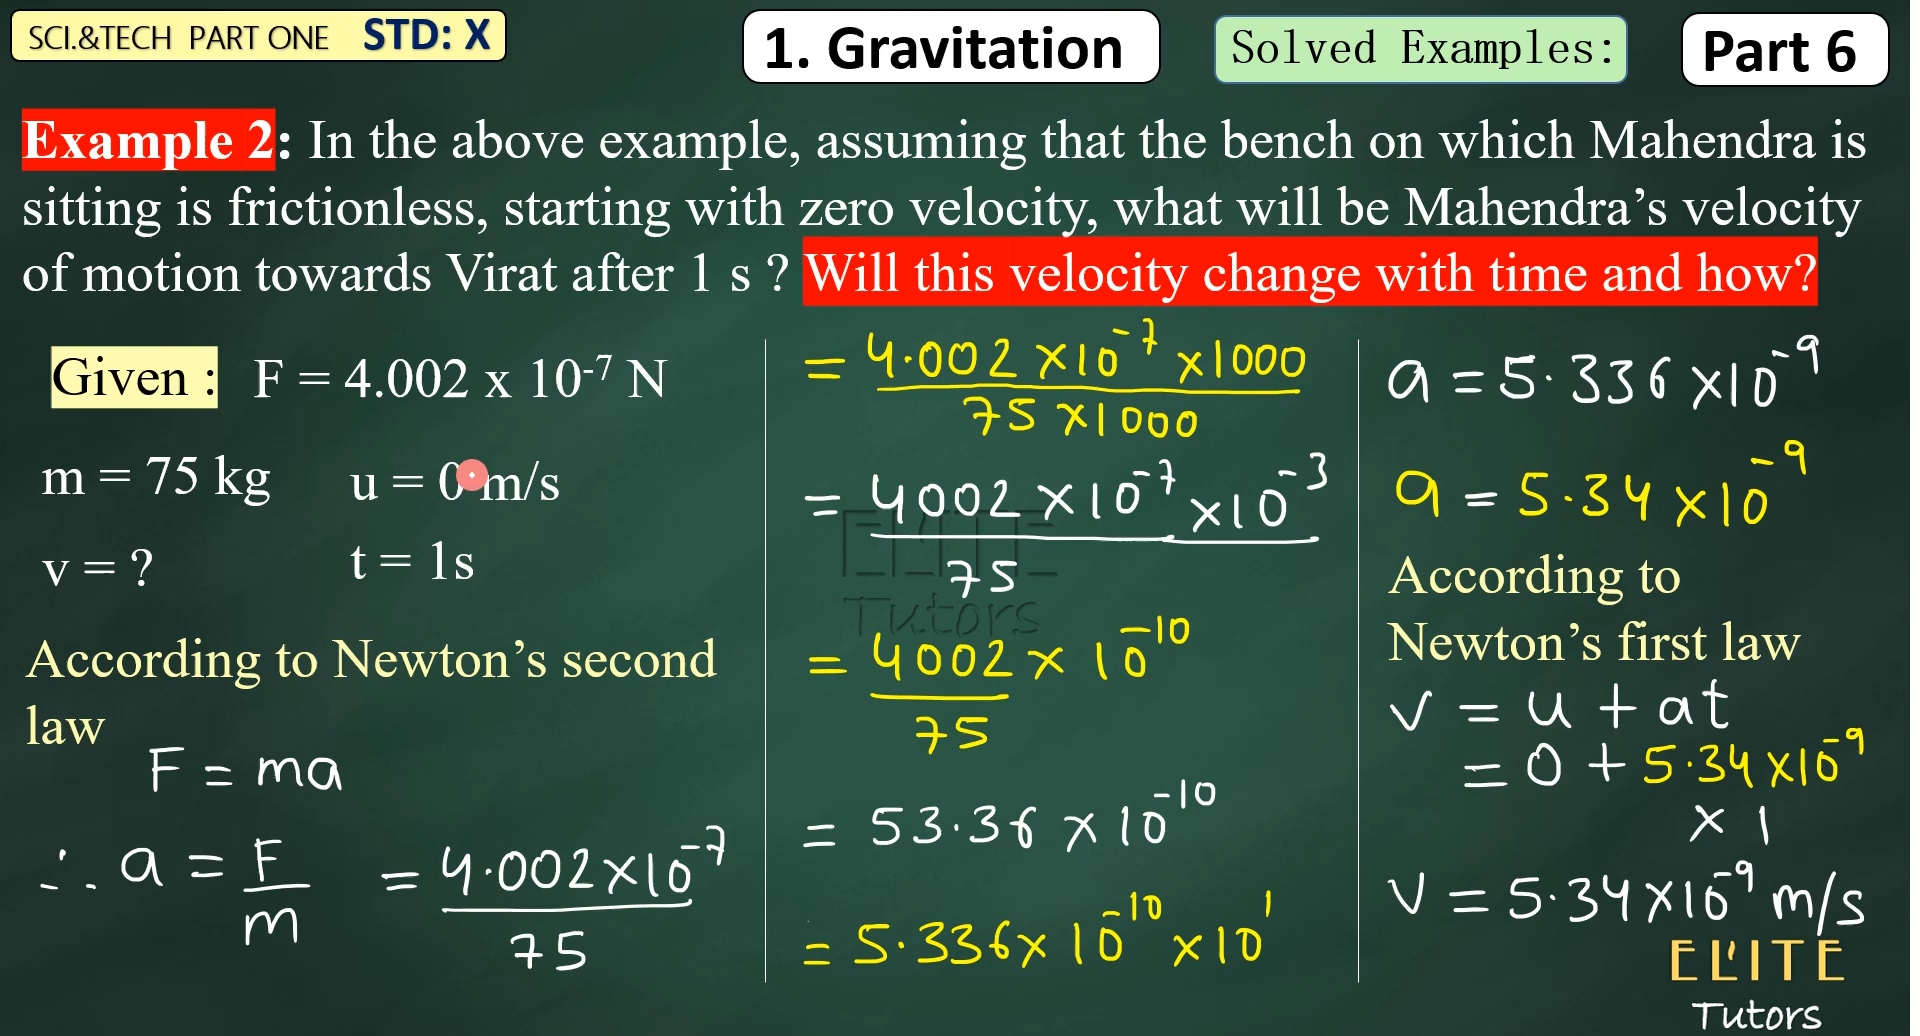 SCI.&TECH PART ONE STD: X
1. Gravitation
Solved Examples:
Part 6
Example 2: In the above example, assuming that the bench on which Mahendra is
sitting is frictionless, starting with zero velocity, what will be Mahendra’s velocity
of motion towards Virat after 1 s ? Will this velocity change with time and how?
Given : F = 4.002 x 10⁻⁷ N
m = 75 kg u = 0 m/s
v = ? t = 1s
According to Newton’s second
law
F = ma
∴ a = F/m = 4.002×10⁻⁷/75
= 4.002×10⁻⁷×1000/75×1000
= 4002×10⁻⁷×10⁻³/75
= 4002/75 × 10⁻¹⁰
= 53.36 × 10⁻¹⁰
= 5.336× 10⁻¹⁰ × 10¹
a = 5.336 ×10⁻⁹
a = 5.34 ×10⁻⁹
According to
Newton’s first law
v = u + at
= 0 + 5.34 ×10⁻⁹
× 1
v = 5.34×10⁻⁹ m/s
ELITE
Tutors
ELITE
Tutors